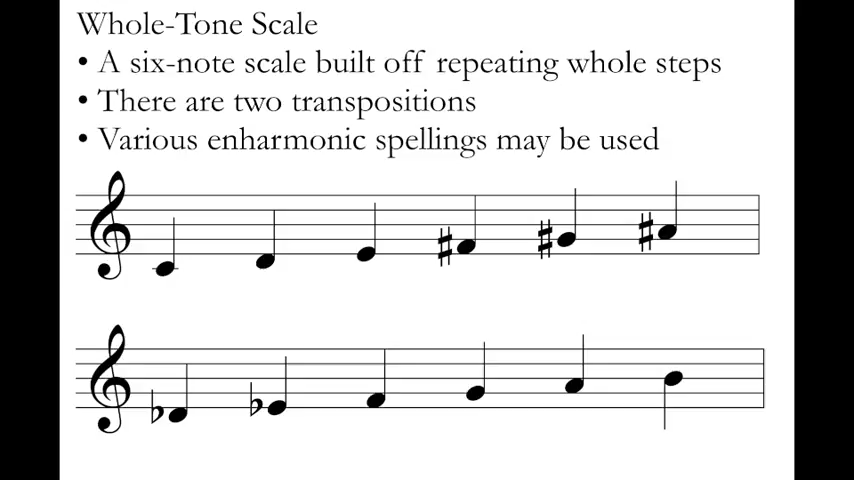 Whole-Tone Scale
• A six-note scale built off repeating whole steps
• There are two transpositions
• Various enharmonic spellings may be used